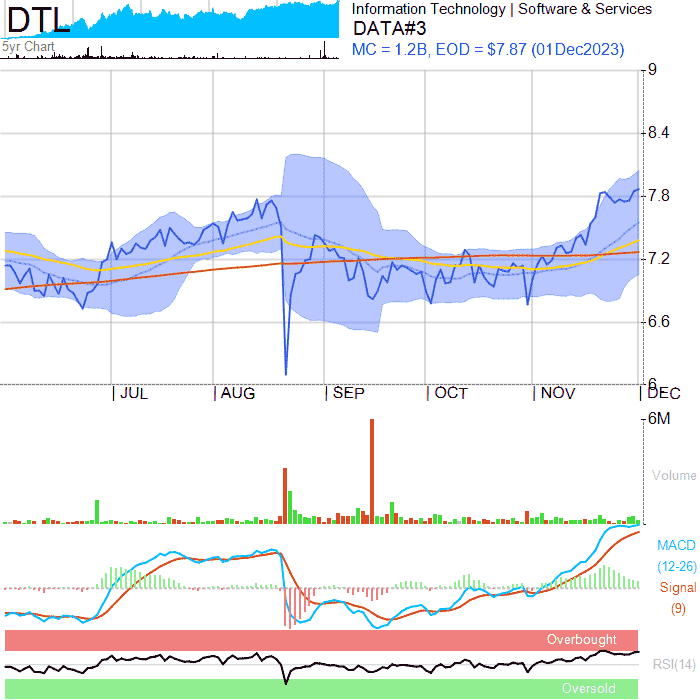 DTL
5yr Chart
Information Technology | Software & Services
DATA#3
MC = 1.2B, EOD = $7.87 (01Dec2023)
9
8.4
7.8
7.2
6.6
6
JUL
AUG
SEP
OCT
NOV
DEC
6M
Volume
MACD
(12-26)
Signal
(9)
Overbought
RSI(14)
Oversold